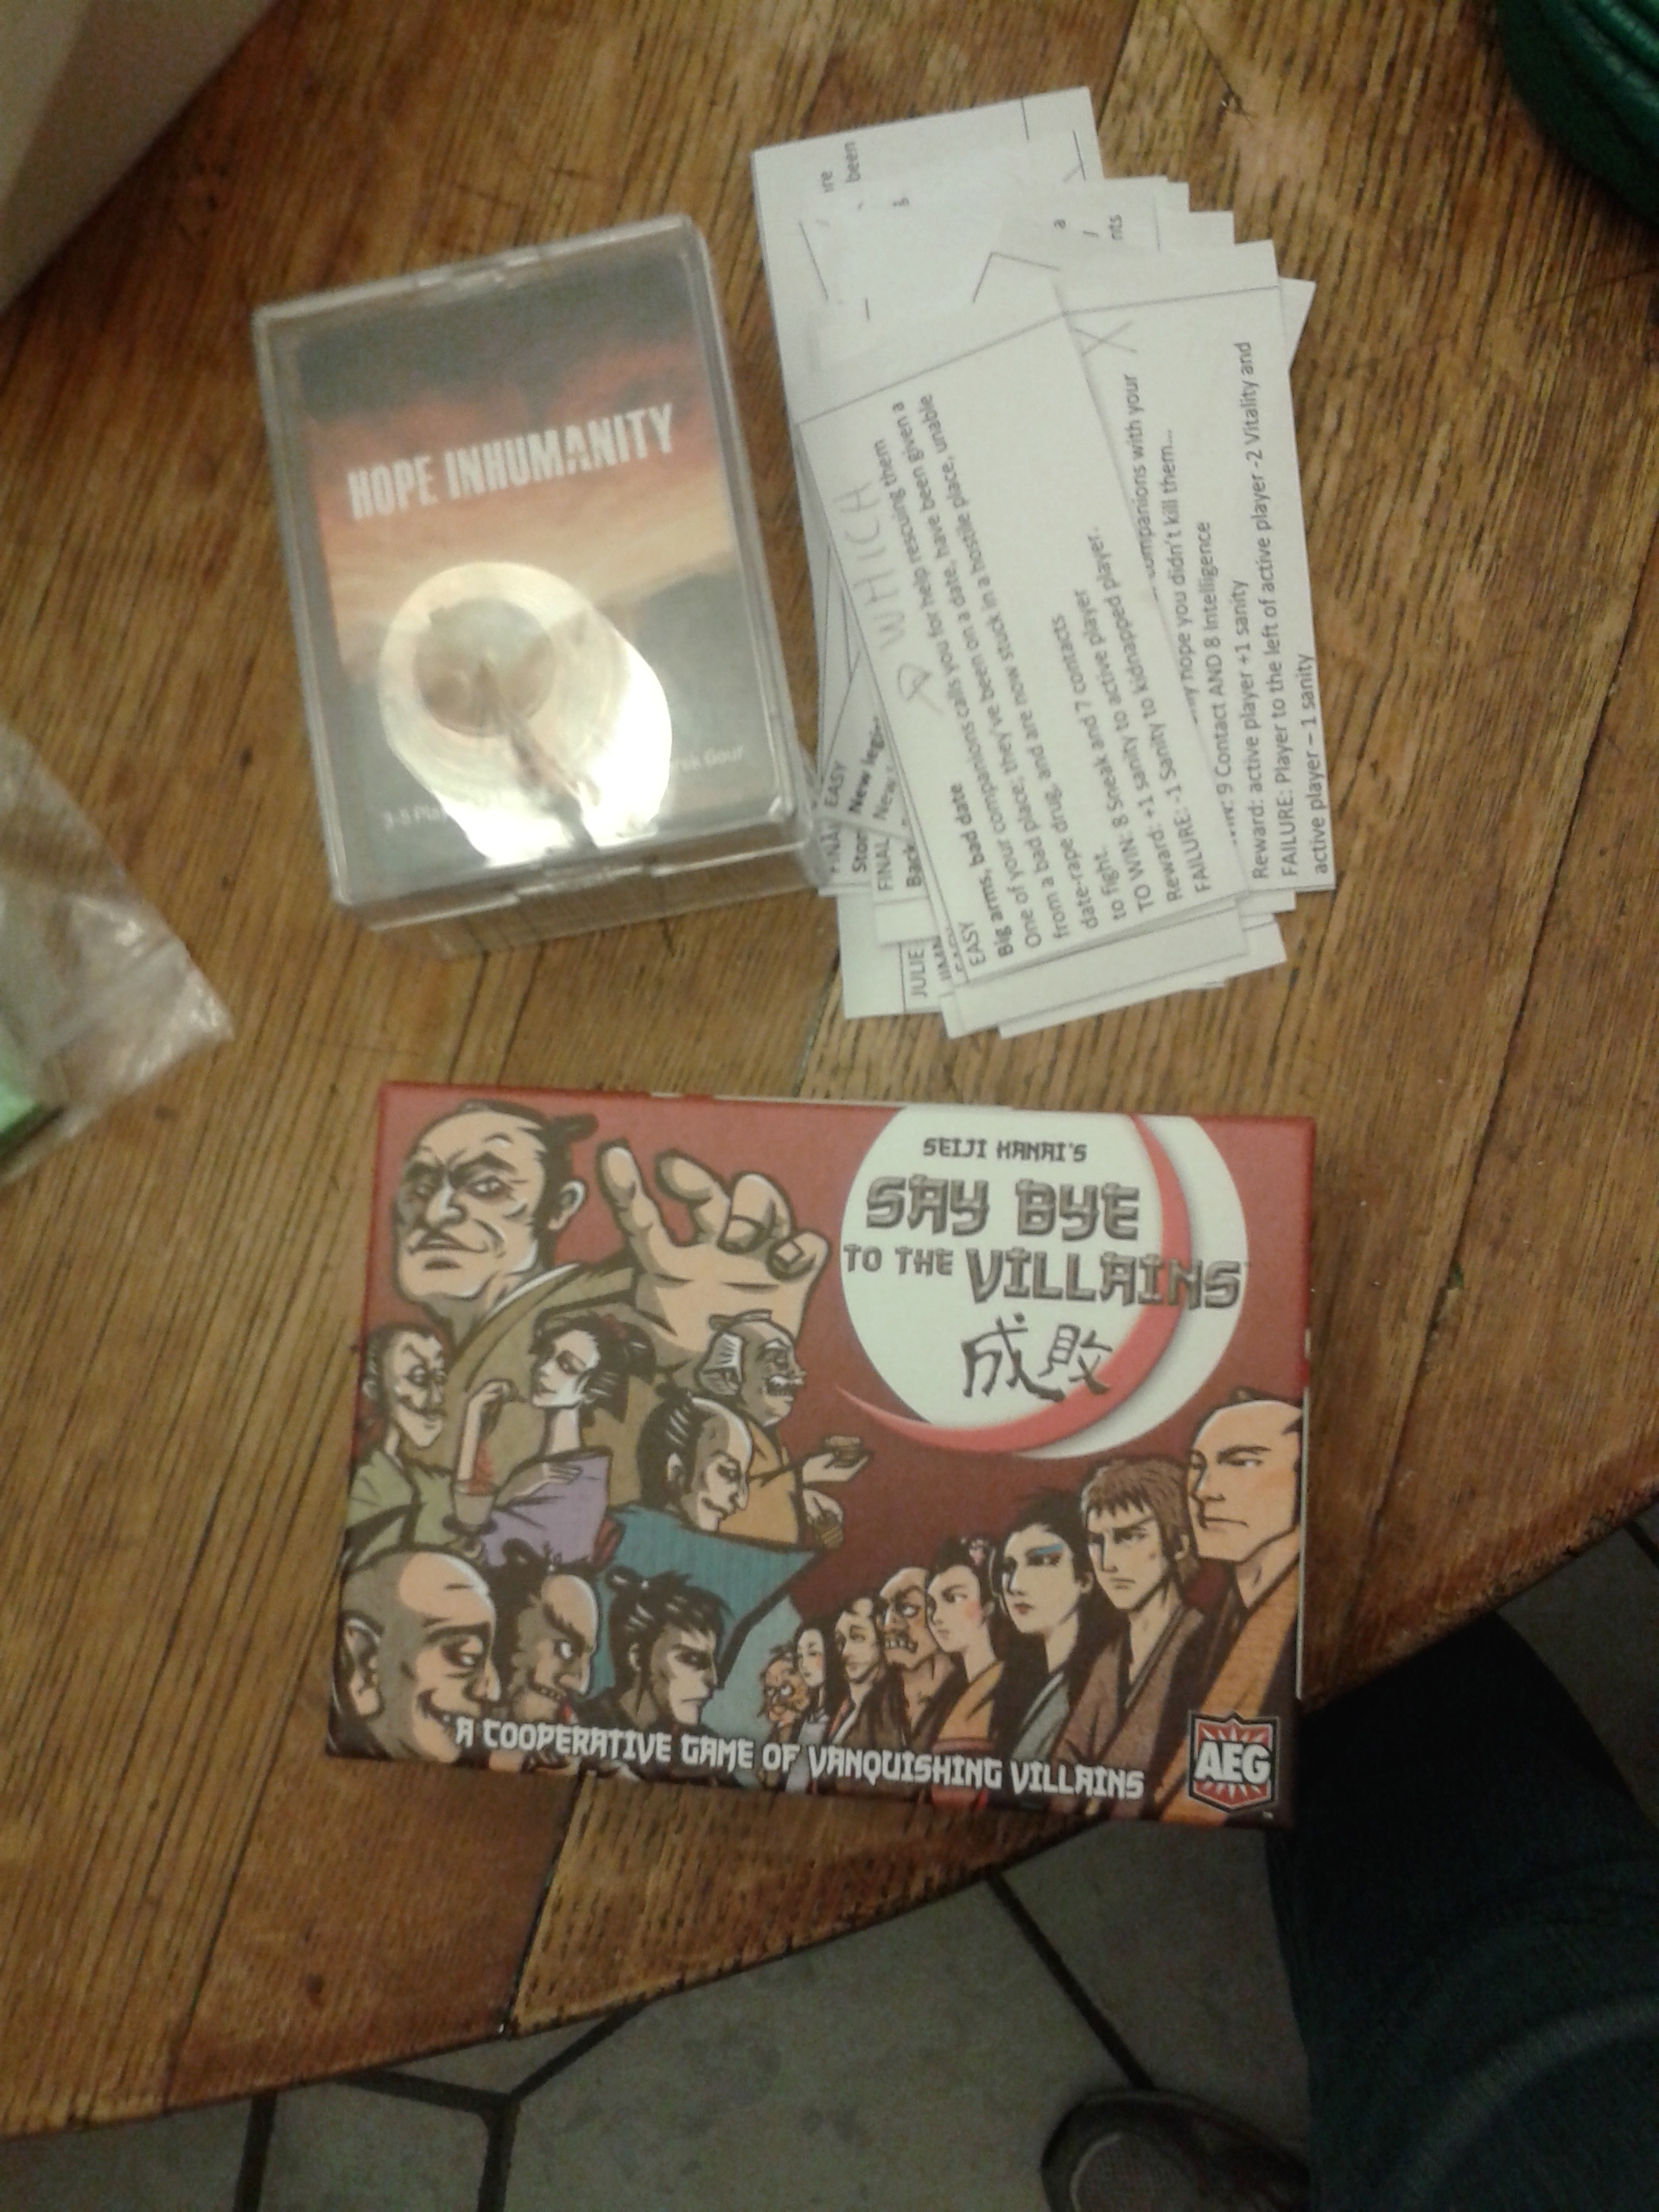 HOPE INHUMANITY
WHICH
EASY
Big arms, bad date
One of your companions calls you for help rescuing them
from a bad place; they've been on a date, have been given a
date-rape drug, and are now stuck in a hostile place, unable
to fight.
TO WIN: 8 Sneak and 7 contacts
Reward: +1 sanity to active player.
FAILURE: -1 Sanity to kidnapped player.
companions with your
hope you didn't kill them...
9 Contact AND 8 Intelligence
Reward: active player +1 sanity
FAILURE: Player to the left of active player -2 Vitality and
active player – 1 sanity
EASY
New
FINAL
Back
JULIE
been
a
nts
SEIJI KANAI'S
SAY BYE
TO THE VILLAINS
成敗
A COOPERATIVE GAME OF VANQUISHING VILLAINS
AEG